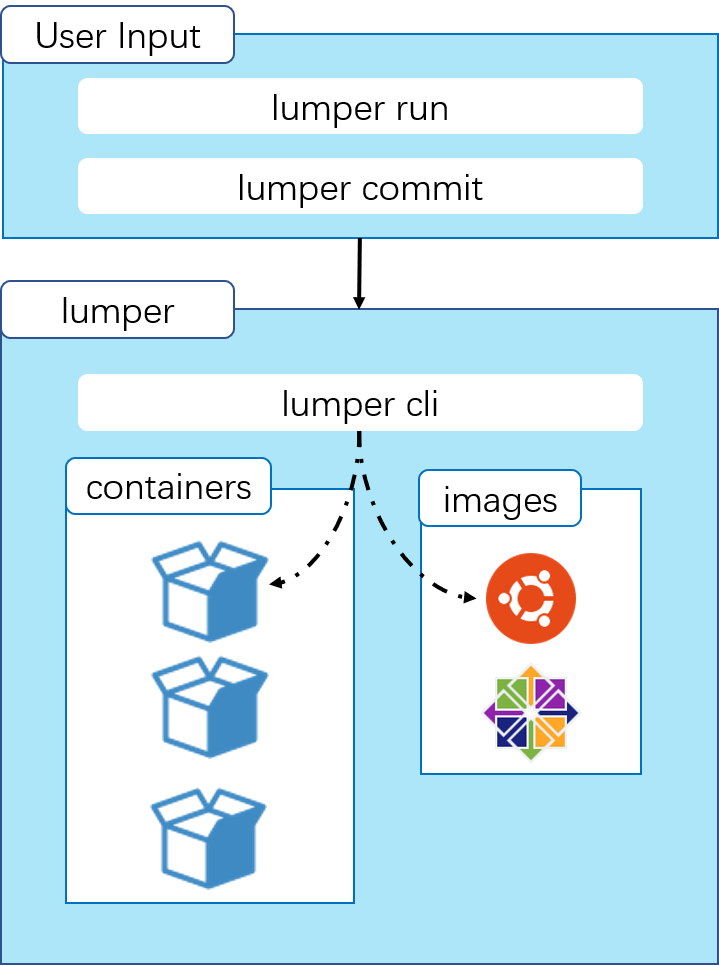 User Input
lumper run
lumper commit
lumper
lumper cli
containers
images